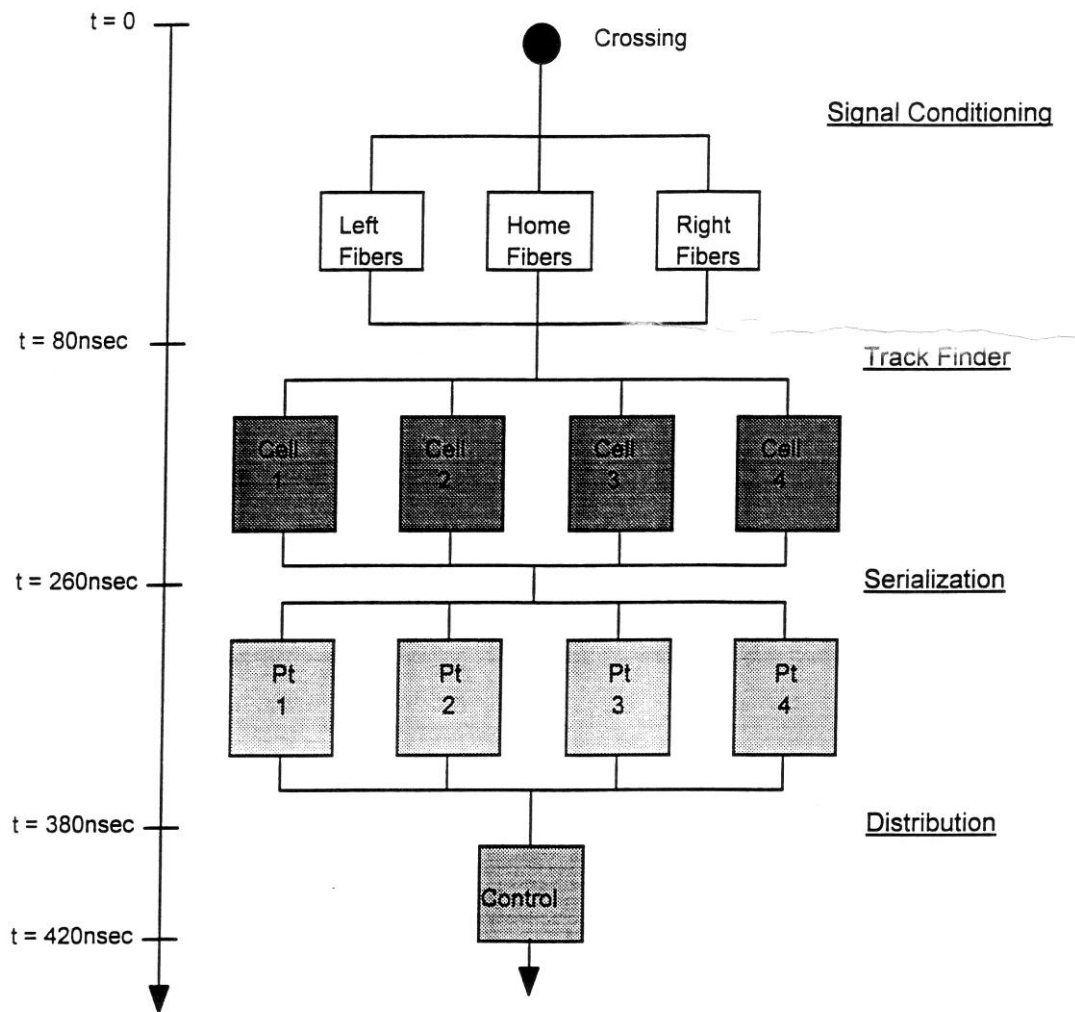 t = 0
Crossing
Signal Conditioning
Left
Fibers
Home
Fibers
Right
Fibers
t = 80nsec
Track Finder
Cell
1
Cell
2
Cell
3
Cell
4
t = 260nsec
Serialization
Pt
1
Pt
2
Pt
3
Pt
4
t = 380nsec
Distribution
Control
t = 420nsec